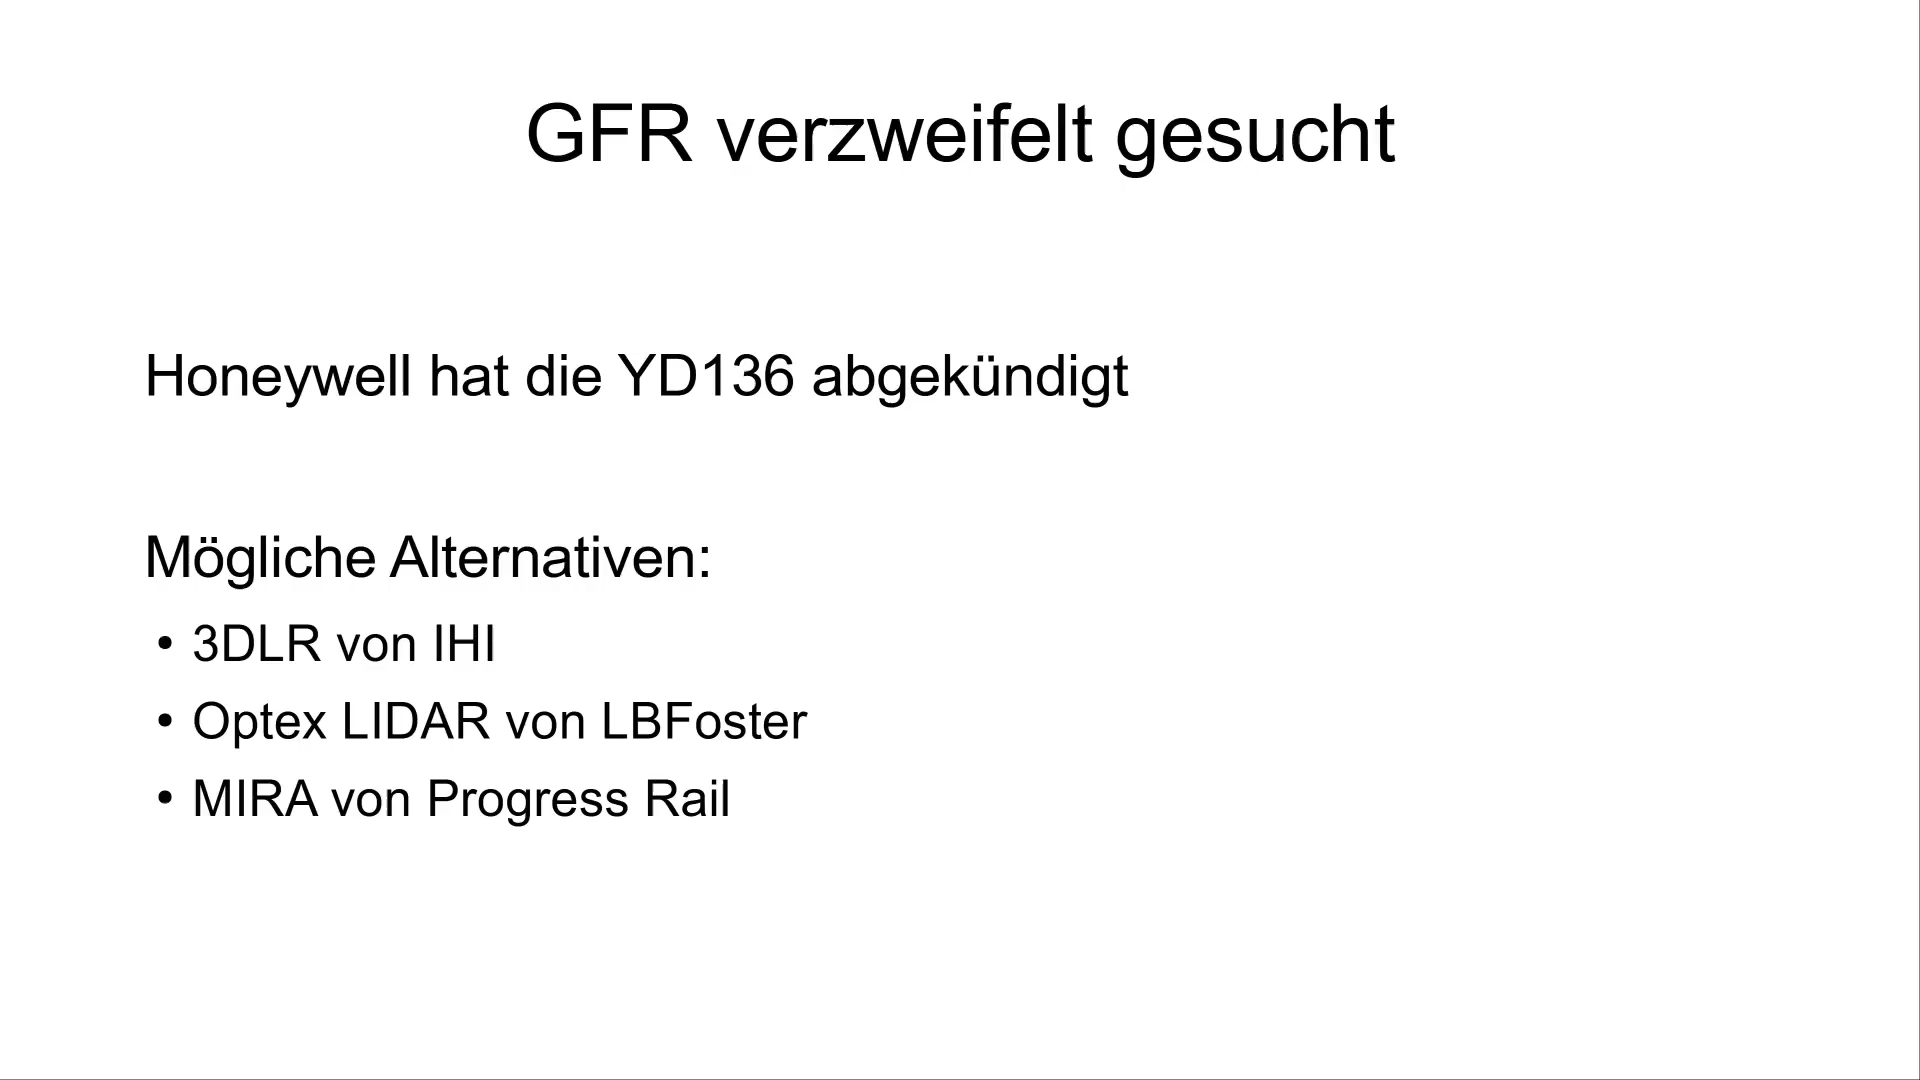 GFR verzweifelt gesucht
Honeywell hat die YD136 abgekündigt
Mögliche Alternativen:
• 3DLR von IHI
• Optex LIDAR von LBFoster
• MIRA von Progress Rail